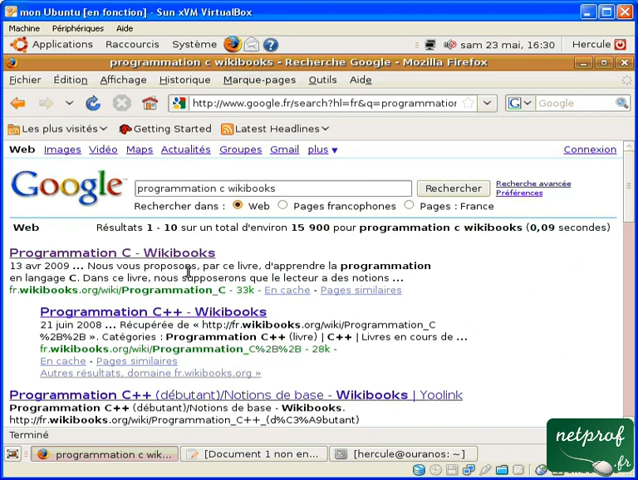 mon Ubuntu [en fonction] - Sun xVM VirtualBox
Machine Périphériques Aide
Applications Raccourcis Système sam 23 mai, 16:30 Hercule
programmation c wikibooks - Recherche Google - Mozilla Firefox
Fichier Édition Affichage Historique Marque-pages Outils Aide
http://www.google.fr/search?hl=fr&q=programmation Google
Les plus visités Getting Started Latest Headlines
Web Images Vidéo Maps Actualités Groupes Gmail plus ▼ Connexion
Google programmation c wikibooks Rechercher Recherche avancée
Préférences
Rechercher dans : Web Pages francophones Pages : France
Web Résultats 1 - 10 sur un total d'environ 15 900 pour programmation c wikibooks (0,09 secondes)
Programmation C - Wikibooks
13 avr 2009 ... Nous vous proposons, par ce livre, d'apprendre la programmation
en langage C. Dans ce livre, nous supposerons que le lecteur a des notions ...
fr.wikibooks.org/wiki/Programmation_C - 33k - En cache - Pages similaires
Programmation C++ - Wikibooks
21 juin 2008 ... Récupérée de « http://fr.wikibooks.org/wiki/Programmation_C
%2B%2B ». Catégories : Programmation C++ (livre) | C++ | Livres en cours de ...
fr.wikibooks.org/wiki/Programmation_C%2B%2B - 28k -
En cache - Pages similaires
Autres résultats, domaine fr.wikibooks.org »
Programmation C++ (débutant)/Notions de base - Wikibooks | Yoolink
Programmation C++ (débutant)/Notions de base - Wikibooks.
http://fr.wikibooks.org/wiki/Programmation_C++_(d%C3%A9butant)
Terminé
programmation c wik... [Document 1 non en... [hercule@ouranos: ~]
netprof
.fr